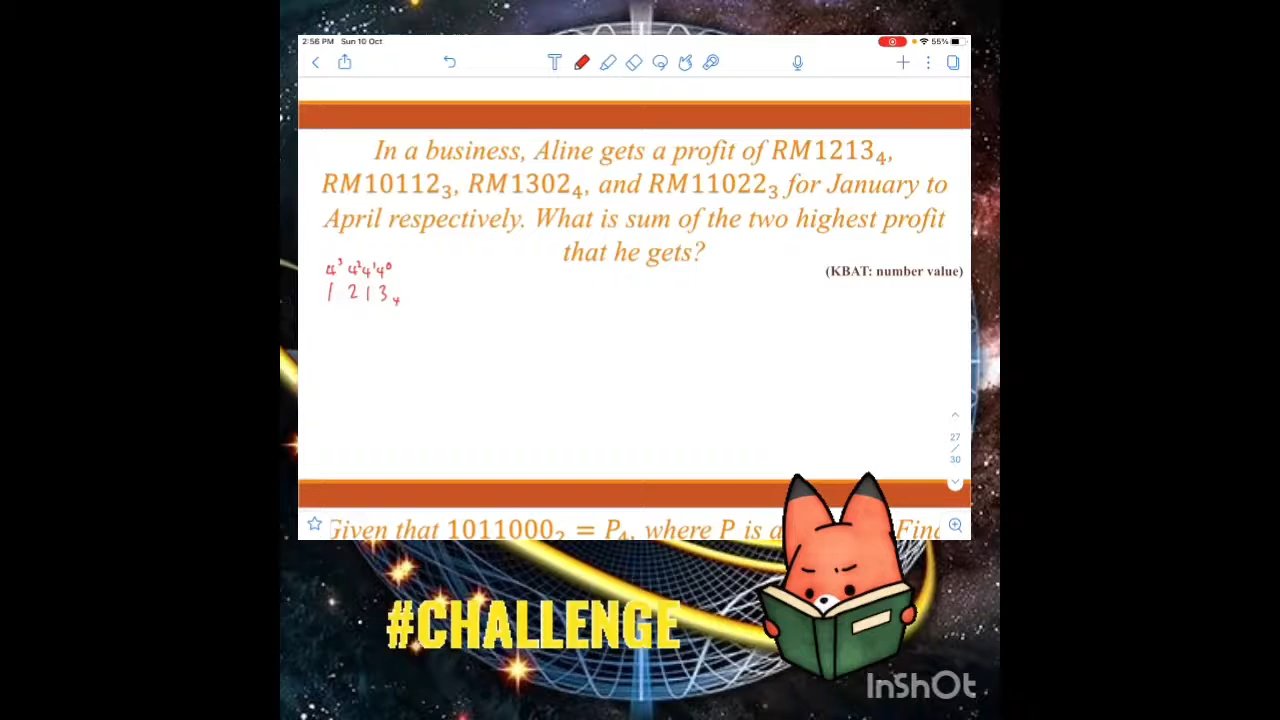 2:56 PM Sun 10 Oct
55%
In a business, Aline gets a profit of RM1213₄,
RM10112₃, RM1302₄, and RM11022₃ for January to
April respectively. What is sum of the two highest profit
that he gets?
(KBAT: number value)
4³ 4² 4¹ 4⁰
1 2 1 3₄
27
/
30
Given that 1011000₂ = P₄, where P is a
#CHALLENGE
InShOt